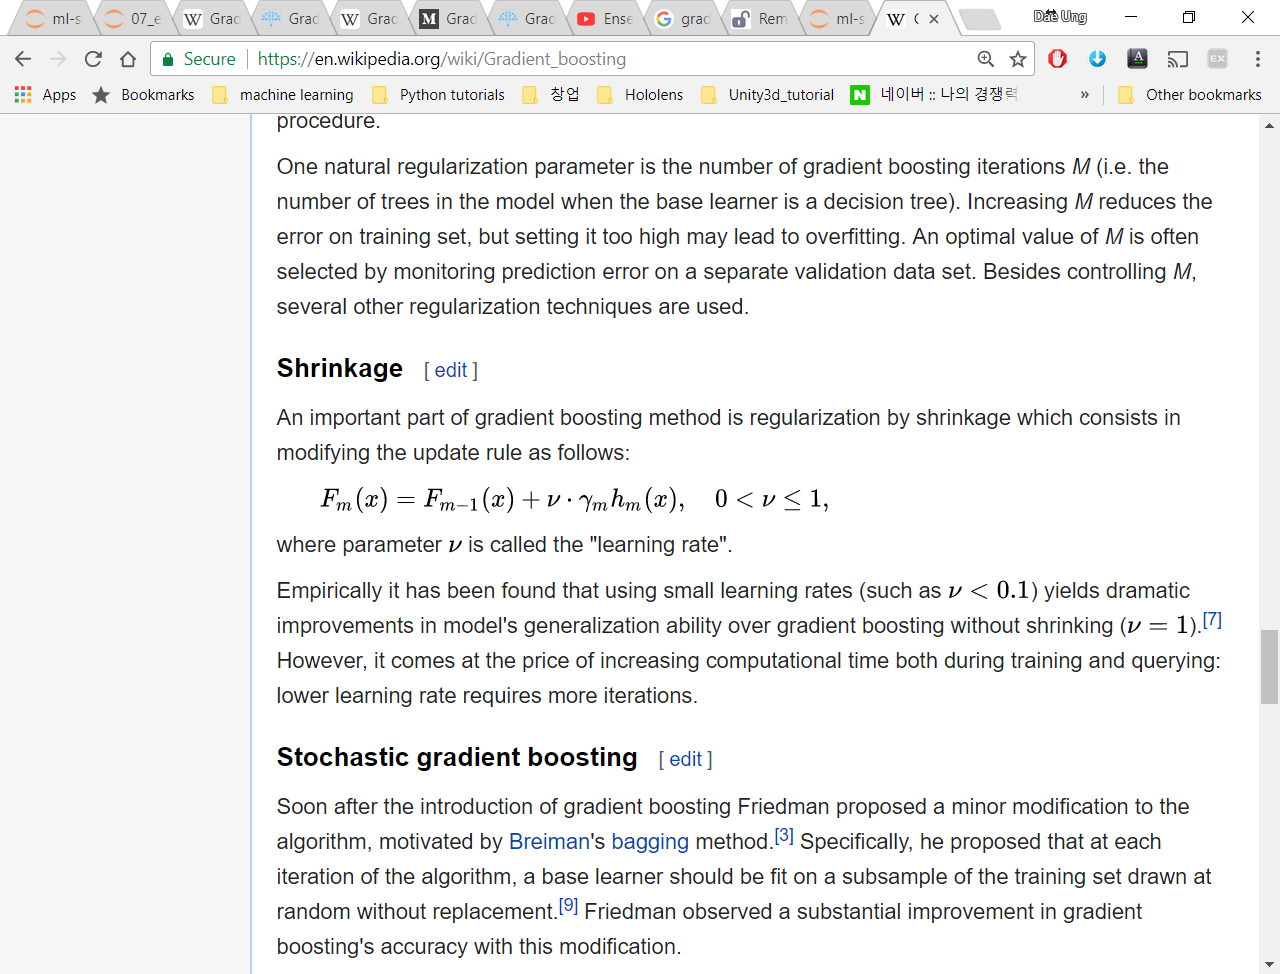 ml-s 07_e Grad Grad Grad Grad Grad Ense grad Rem ml-s Dae Ung
Secure https://en.wikipedia.org/wiki/Gradient_boosting
Apps Bookmarks machine learning Python tutorials 창업 Hololens Unity3d_tutorial 네이버 :: 나의 경쟁력 » Other bookmarks
procedure.
One natural regularization parameter is the number of gradient boosting iterations M (i.e. the
number of trees in the model when the base learner is a decision tree). Increasing M reduces the
error on training set, but setting it too high may lead to overfitting. An optimal value of M is often
selected by monitoring prediction error on a separate validation data set. Besides controlling M,
several other regularization techniques are used.
Shrinkage [ edit ]
An important part of gradient boosting method is regularization by shrinkage which consists in
modifying the update rule as follows:
Fₘ(x) = Fₘ₋₁(x) + ν · γₘhₘ(x), 0 < ν ≤ 1,
where parameter ν is called the "learning rate".
Empirically it has been found that using small learning rates (such as ν < 0.1) yields dramatic
improvements in model's generalization ability over gradient boosting without shrinking (ν = 1).[7]
However, it comes at the price of increasing computational time both during training and querying:
lower learning rate requires more iterations.
Stochastic gradient boosting [ edit ]
Soon after the introduction of gradient boosting Friedman proposed a minor modification to the
algorithm, motivated by Breiman's bagging method.[3] Specifically, he proposed that at each
iteration of the algorithm, a base learner should be fit on a subsample of the training set drawn at
random without replacement.[9] Friedman observed a substantial improvement in gradient
boosting's accuracy with this modification.